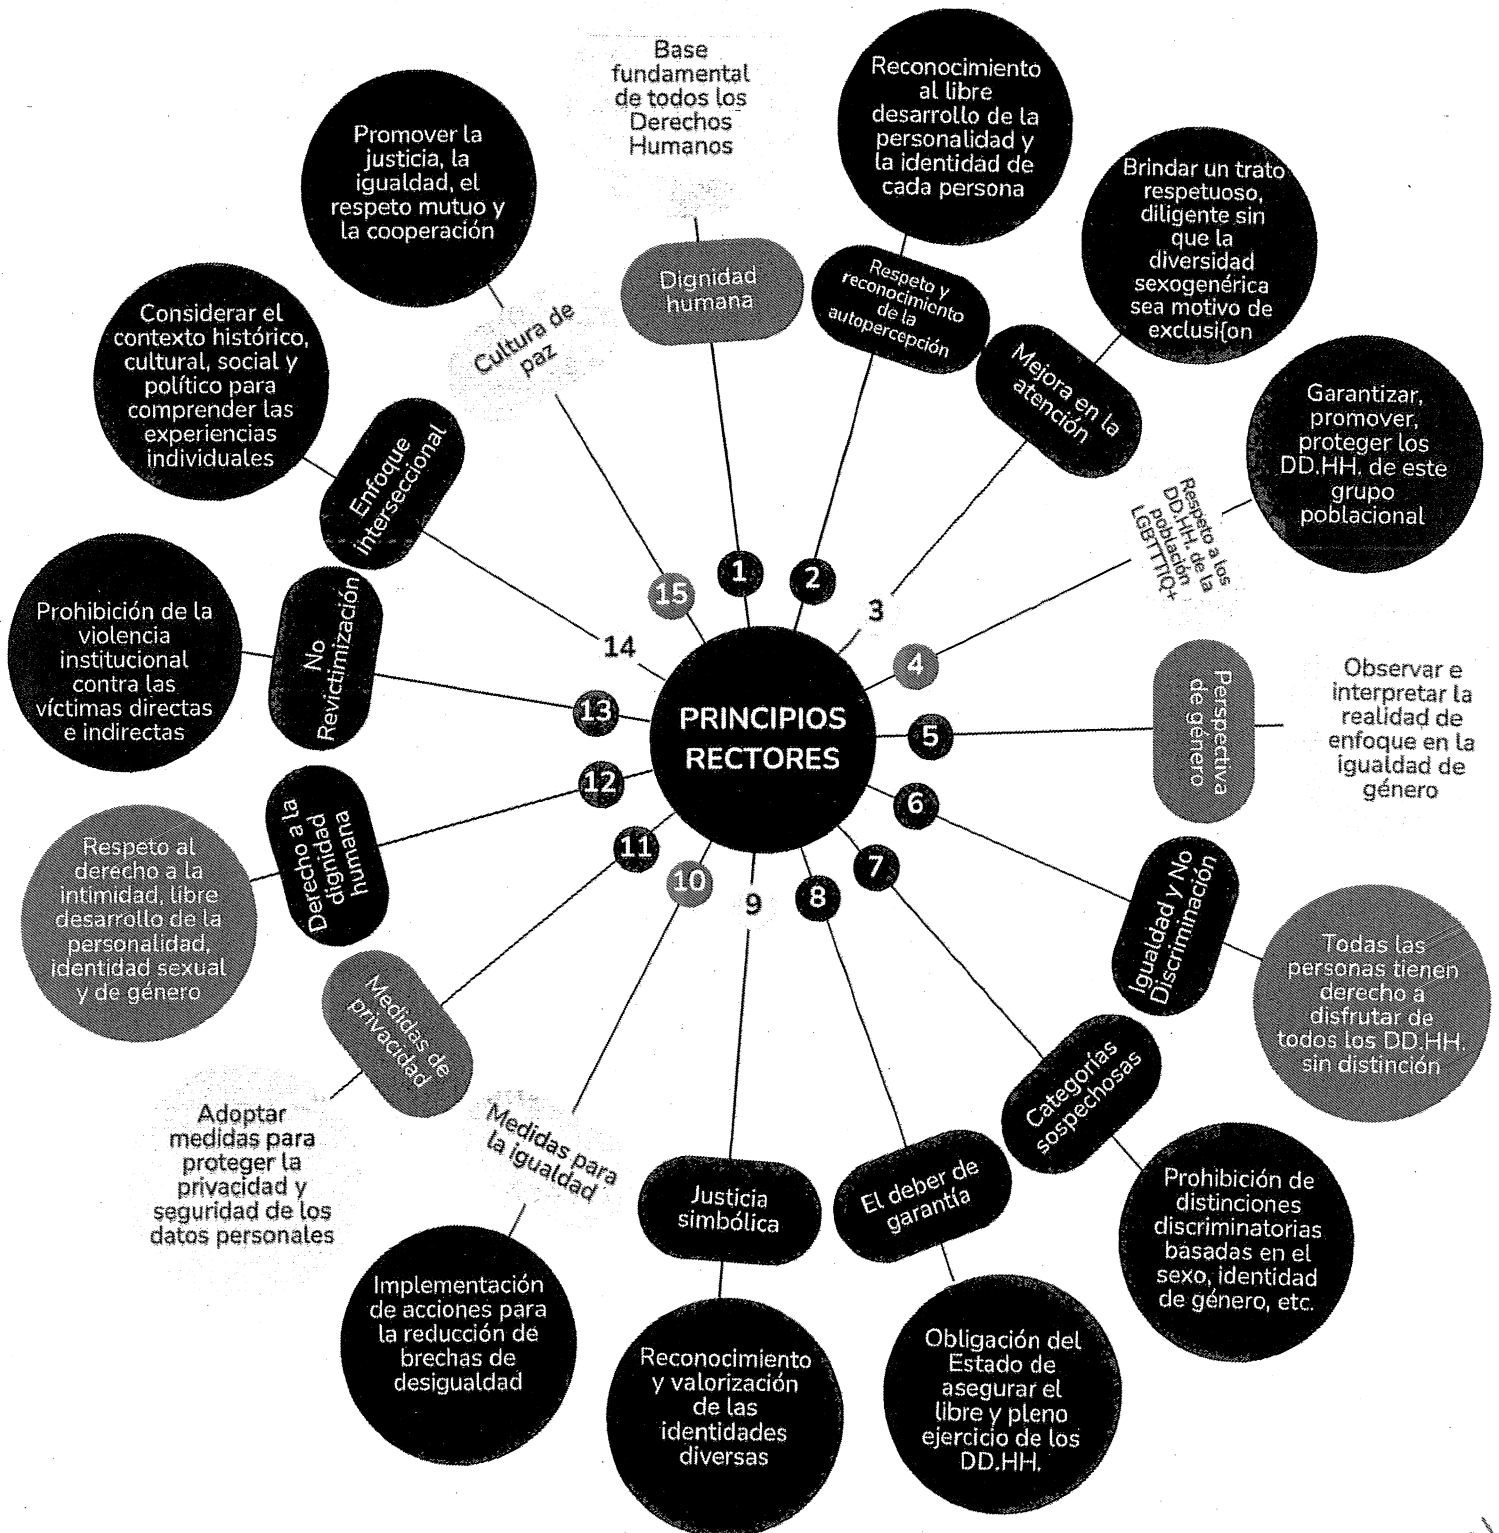 PRINCIPIOS
RECTORES
1
Dignidad
humana
Base
fundamental
de todos los
Derechos
Humanos
2
Respeto y
reconocimiento
de la
autopercepción
Reconocimiento
al libre
desarrollo de la
personalidad y
la identidad de
cada persona
3
Mejora en la
atención
Brindar un trato
respetuoso,
diligente sin
que la
diversidad
sexogenérica
sea motivo de
exclusi{on
4
Respeto a los
DD.HH. de la
población
LGBTTTIQ+
Garantizar,
promover,
proteger los
DD.HH. de este
grupo
poblacional
5
Perspectiva
de género
Observar e
interpretar la
realidad de
enfoque en la
igualdad de
género
6
Igualdad y No
Discriminación
Todas las
personas tienen
derecho a
disfrutar de
todos los DD.HH.
sin distinción
7
Categorías
sospechosas
Prohibición de
distinciones
discriminatorias
basadas en el
sexo, identidad
de género, etc.
8
El deber de
garantía
Obligación del
Estado de
asegurar el
libre y pleno
ejercicio de los
DD.HH.
9
Justicia
simbólica
Reconocimiento
y valorización
de las
identidades
diversas
10
Medidas para
la igualdad
Implementación
de acciones para
la reducción de
brechas de
desigualdad
11
Medidas de
privacidad
Adoptar
medidas para
proteger la
privacidad y
seguridad de los
datos personales
12
Derecho a la
dignidad
humana
Respeto al
derecho a la
intimidad, libre
desarrollo de la
personalidad,
identidad sexual
y de género
13
No
Revictimización
Prohibición de la
violencia
institucional
contra las
víctimas directas
e indirectas
14
Enfoque
interseccional
Considerar el
contexto histórico,
cultural, social y
político para
comprender las
experiencias
individuales
15
Cultura de
paz
Promover la
justicia, la
igualdad, el
respeto mutuo y
la cooperación